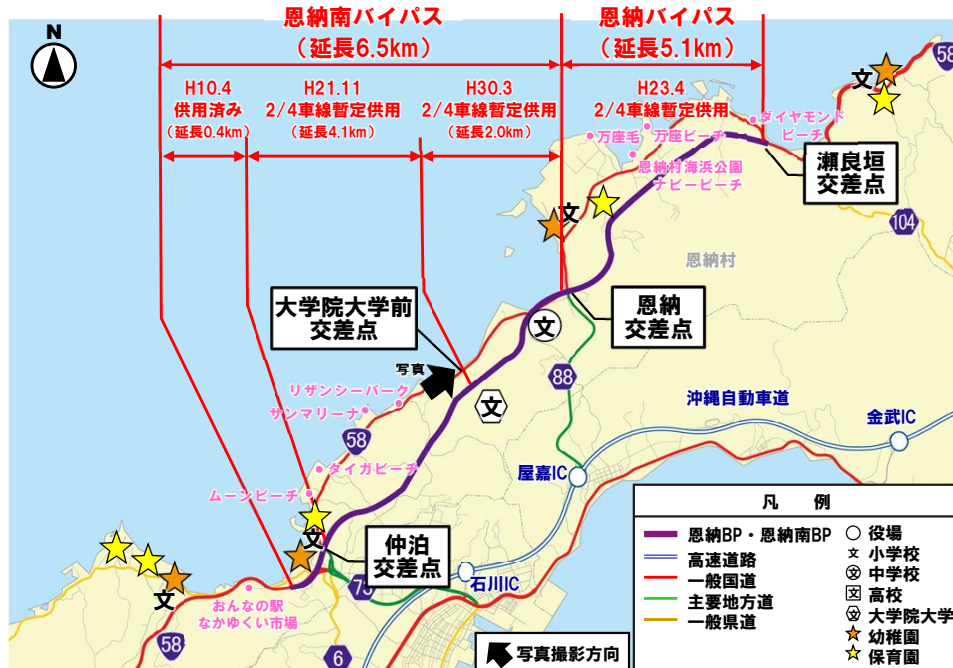 N
恩納南バイパス
（延長6.5km）
恩納バイパス
（延長5.1km）
H10.4
供用済み
（延長0.4km）
H21.11
2/4車線暫定供用
（延長4.1km）
H30.3
2/4車線暫定供用
（延長2.0km）
H23.4
2/4車線暫定供用
58
文
ダイヤモンド
ビーチ
万座毛
万座ビーチ
恩納村海浜公園
ナビービーチ
瀬良垣
交差点
文
104
恩納村
大学院大学前
交差点
恩納
交差点
文
写真
88
文
リザンシーパーク
サンマリーナ
沖縄自動車道
金武IC
58
タイガビーチ
屋嘉IC
ムーンビーチ
文
仲泊
交差点
73
石川IC
文
おんなの駅
なかゆくい市場
58
6
写真撮影方向
凡 例
恩納BP・恩納南BP
高速道路
一般国道
主要地方道
一般県道
役場
文 小学校
文 中学校
文 高校
文 大学院大学
幼稚園
保育園